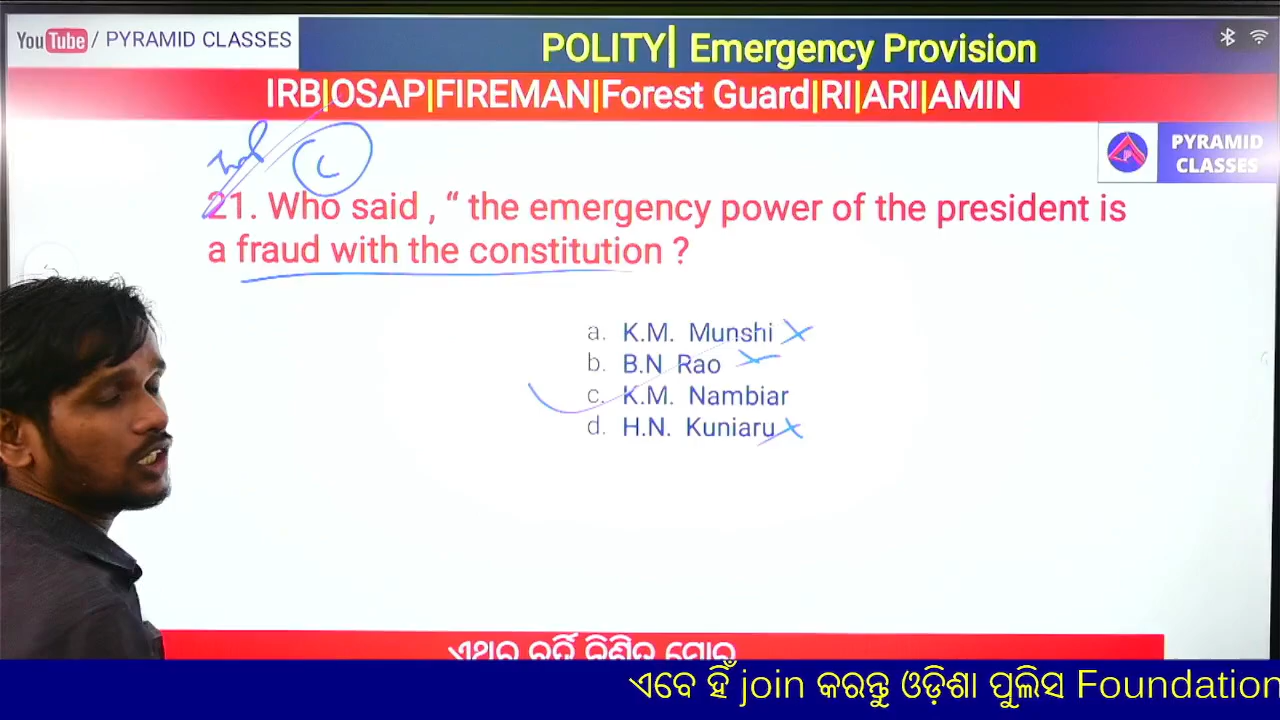 YouTube / PYRAMID CLASSES
POLITY| Emergency Provision
IRB|OSAP|FIREMAN|Forest Guard|RI|ARI|AMIN
PYRAMID
CLASSES
21. Who said , “ the emergency power of the president is
a fraud with the constitution ?
a. K.M. Munshi
b. B.N Rao
c. K.M. Nambiar
d. H.N. Kuniaru
ଏବେ ହିଁ join କରନ୍ତୁ ଓଡ଼ିଶା ପୁଲିସ Foundation